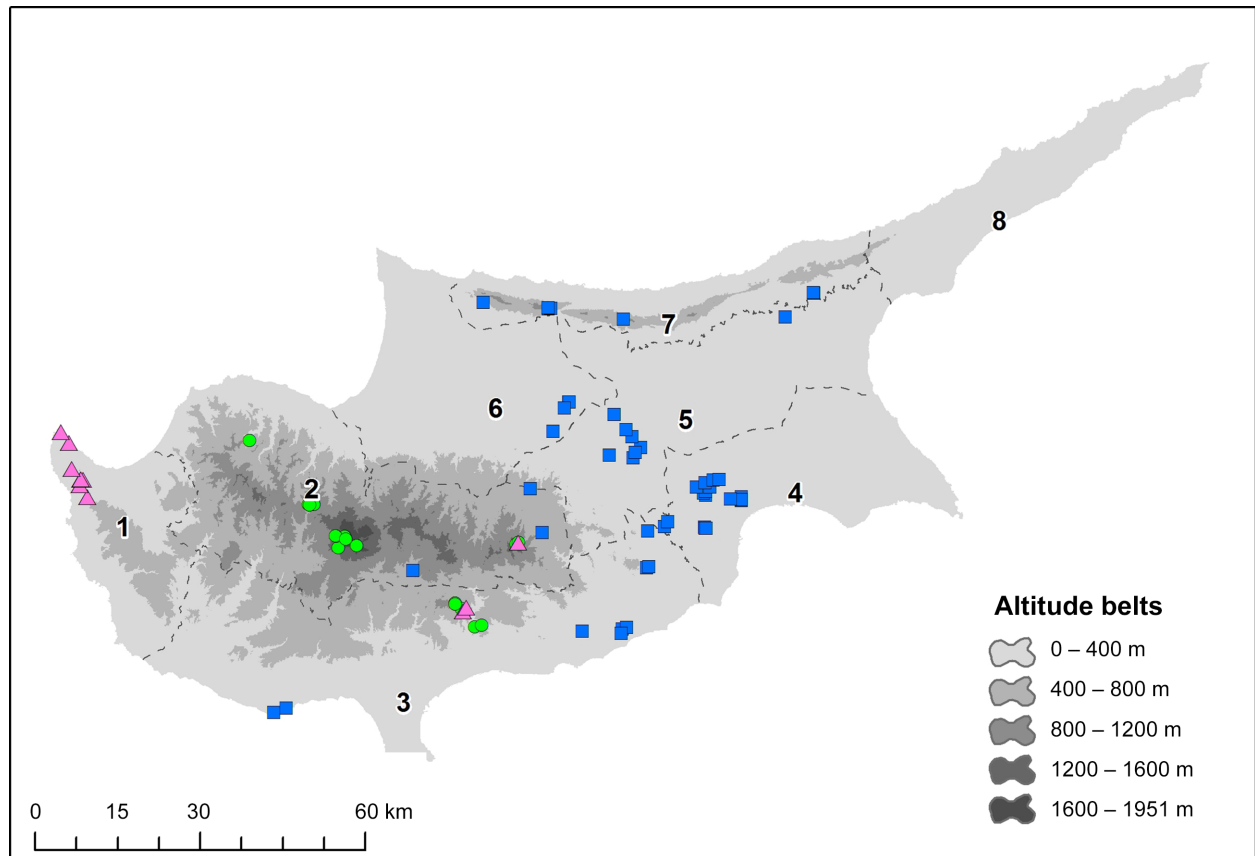 8
7
6
5
2
4
1
3
Altitude belts
0 – 400 m
400 – 800 m
800 – 1200 m
1200 – 1600 m
1600 – 1951 m
0 15 30 60 km